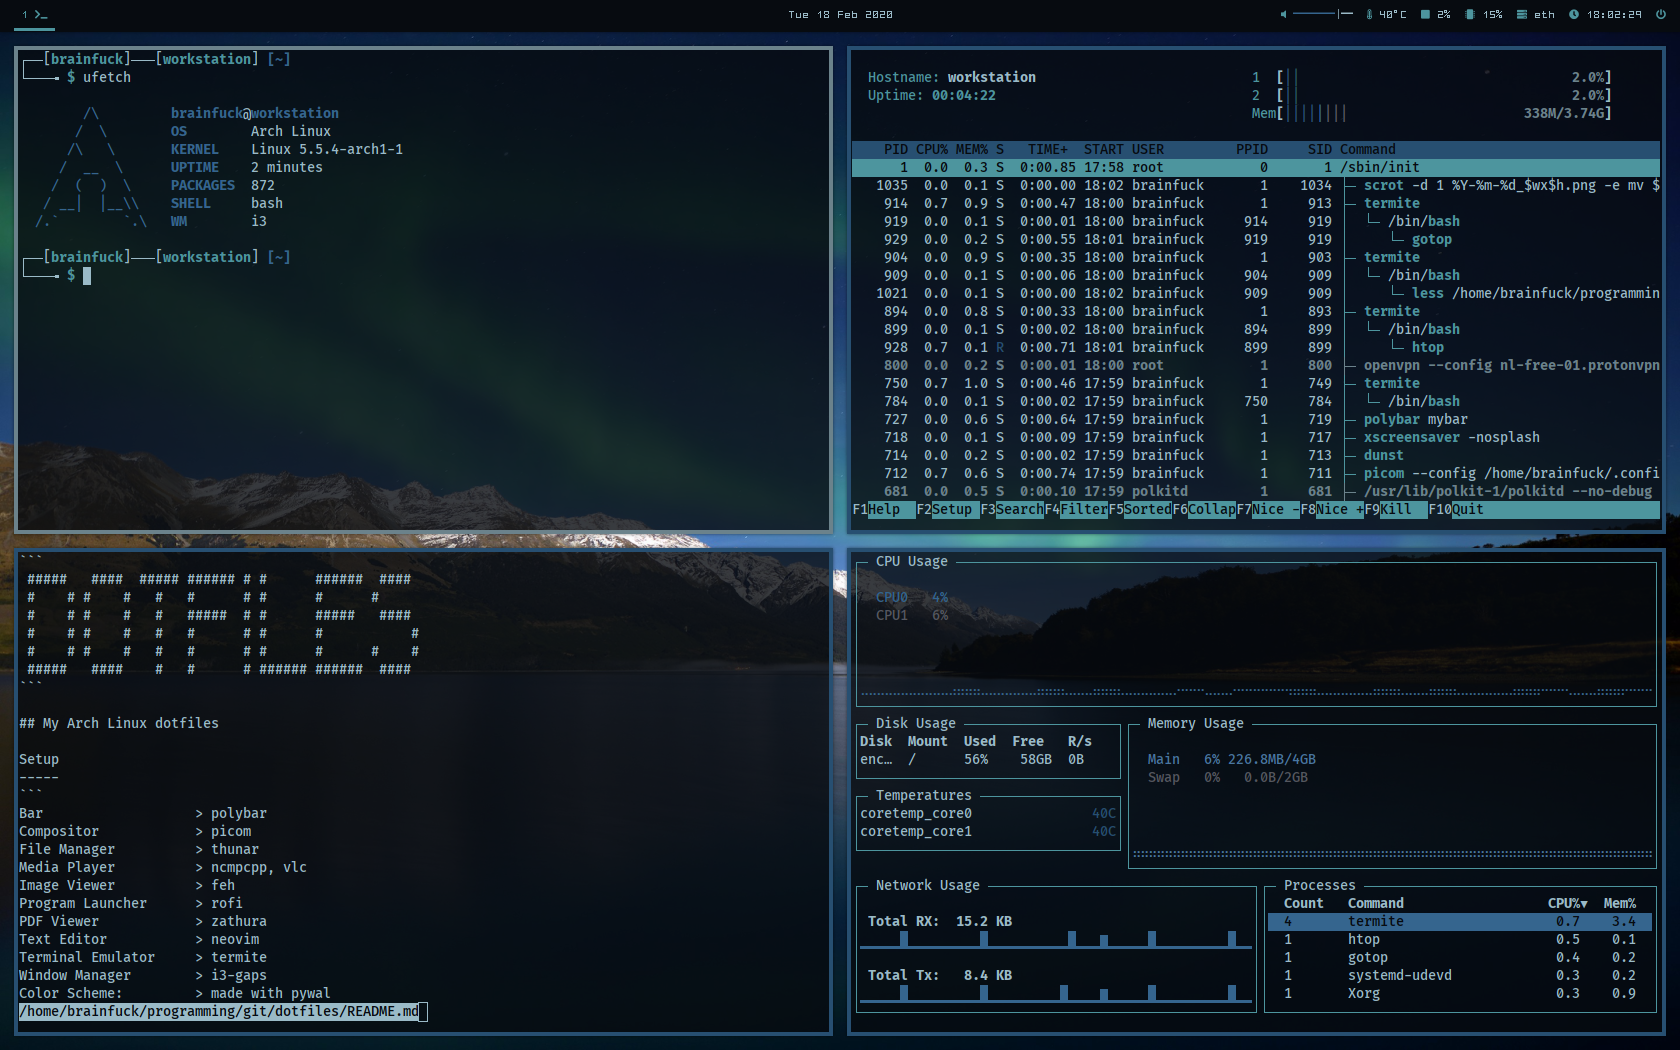 1 >_ Tue 18 Feb 2020 40°C 2% 15% eth 18:02:29
[brainfuck]—[workstation] [~]
$ ufetch
/\ brainfuck@workstation
/ \ OS Arch Linux
/\ \ KERNEL Linux 5.5.4-arch1-1
/ __ \ UPTIME 2 minutes
/ ( ) \ PACKAGES 872
/ __| |__\\ SHELL bash
/.` `.\ WM i3
[brainfuck]—[workstation] [~]
$
Hostname: workstation 1 [|| 2.0%]
Uptime: 00:04:22 2 [|| 2.0%]
Mem[|||||||| 338M/3.74G]
PID CPU% MEM% S TIME+ START USER PPID SID Command
1 0.0 0.3 S 0:00.85 17:58 root 0 1 /sbin/init
1035 0.0 0.1 S 0:00.00 18:02 brainfuck 1 1034 ├─ scrot -d 1 %Y-%m-%d_$wx$h.png -e mv $
914 0.7 0.9 S 0:00.47 18:00 brainfuck 1 913 ├─ termite
919 0.0 0.1 S 0:00.01 18:00 brainfuck 914 919 │ └─ /bin/bash
929 0.0 0.2 S 0:00.55 18:01 brainfuck 919 919 │ └─ gotop
904 0.0 0.9 S 0:00.35 18:00 brainfuck 1 903 ├─ termite
909 0.0 0.1 S 0:00.06 18:00 brainfuck 904 909 │ └─ /bin/bash
1021 0.0 0.1 S 0:00.00 18:02 brainfuck 909 909 │ └─ less /home/brainfuck/programmin
894 0.0 0.8 S 0:00.33 18:00 brainfuck 1 893 ├─ termite
899 0.0 0.1 S 0:00.02 18:00 brainfuck 894 899 │ └─ /bin/bash
928 0.7 0.1 R 0:00.71 18:01 brainfuck 899 899 │ └─ htop
800 0.0 0.2 S 0:00.01 18:00 root 1 800 ├─ openvpn --config nl-free-01.protonvpn
750 0.7 1.0 S 0:00.46 17:59 brainfuck 1 749 ├─ termite
784 0.0 0.1 S 0:00.02 17:59 brainfuck 750 784 │ └─ /bin/bash
727 0.0 0.6 S 0:00.64 17:59 brainfuck 1 719 ├─ polybar mybar
718 0.0 0.1 S 0:00.09 17:59 brainfuck 1 717 ├─ xscreensaver -nosplash
714 0.0 0.2 S 0:00.02 17:59 brainfuck 1 713 ├─ dunst
712 0.7 0.6 S 0:00.74 17:59 brainfuck 1 711 ├─ picom --config /home/brainfuck/.confi
681 0.0 0.5 S 0:00.10 17:59 polkitd 1 681 ├─ /usr/lib/polkit-1/polkitd --no-debug
F1Help F2Setup F3SearchF4FilterF5SortedF6CollapF7Nice -F8Nice +F9Kill F10Quit
```
 #####   ####  ##### ###### # #      ######  ####
 #    # #    #   #   #      # #      #      #
 #    # #    #   #   #####  # #      #####   ####
 #    # #    #   #   #      # #      #           #
 #    # #    #   #   #      # #      #      #    #
 #####   ####    #   #      # ###### ######  ####
```
## My Arch Linux dotfiles
Setup
-----
```
Bar > polybar
Compositor > picom
File Manager > thunar
Media Player > ncmpcpp, vlc
Image Viewer > feh
Program Launcher > rofi
PDF Viewer > zathura
Text Editor > neovim
Terminal Emulator > termite
Window Manager > i3-gaps
Color Scheme: > made with pywal
/home/brainfuck/programming/git/dotfiles/README.md
CPU Usage
CPU0 4%
CPU1 6%
Disk Usage
Disk Mount Used Free R/s
enc… / 56% 58GB 0B
Temperatures
coretemp_core0 40C
coretemp_core1 40C
Memory Usage
Main 6% 226.8MB/4GB
Swap 0% 0.0B/2GB
Network Usage
Total RX: 15.2 KB
Total Tx: 8.4 KB
Processes
Count Command CPU%▼ Mem%
4 termite 0.7 3.4
1 htop 0.5 0.1
1 gotop 0.4 0.2
1 systemd-udevd 0.3 0.2
1 Xorg 0.3 0.9